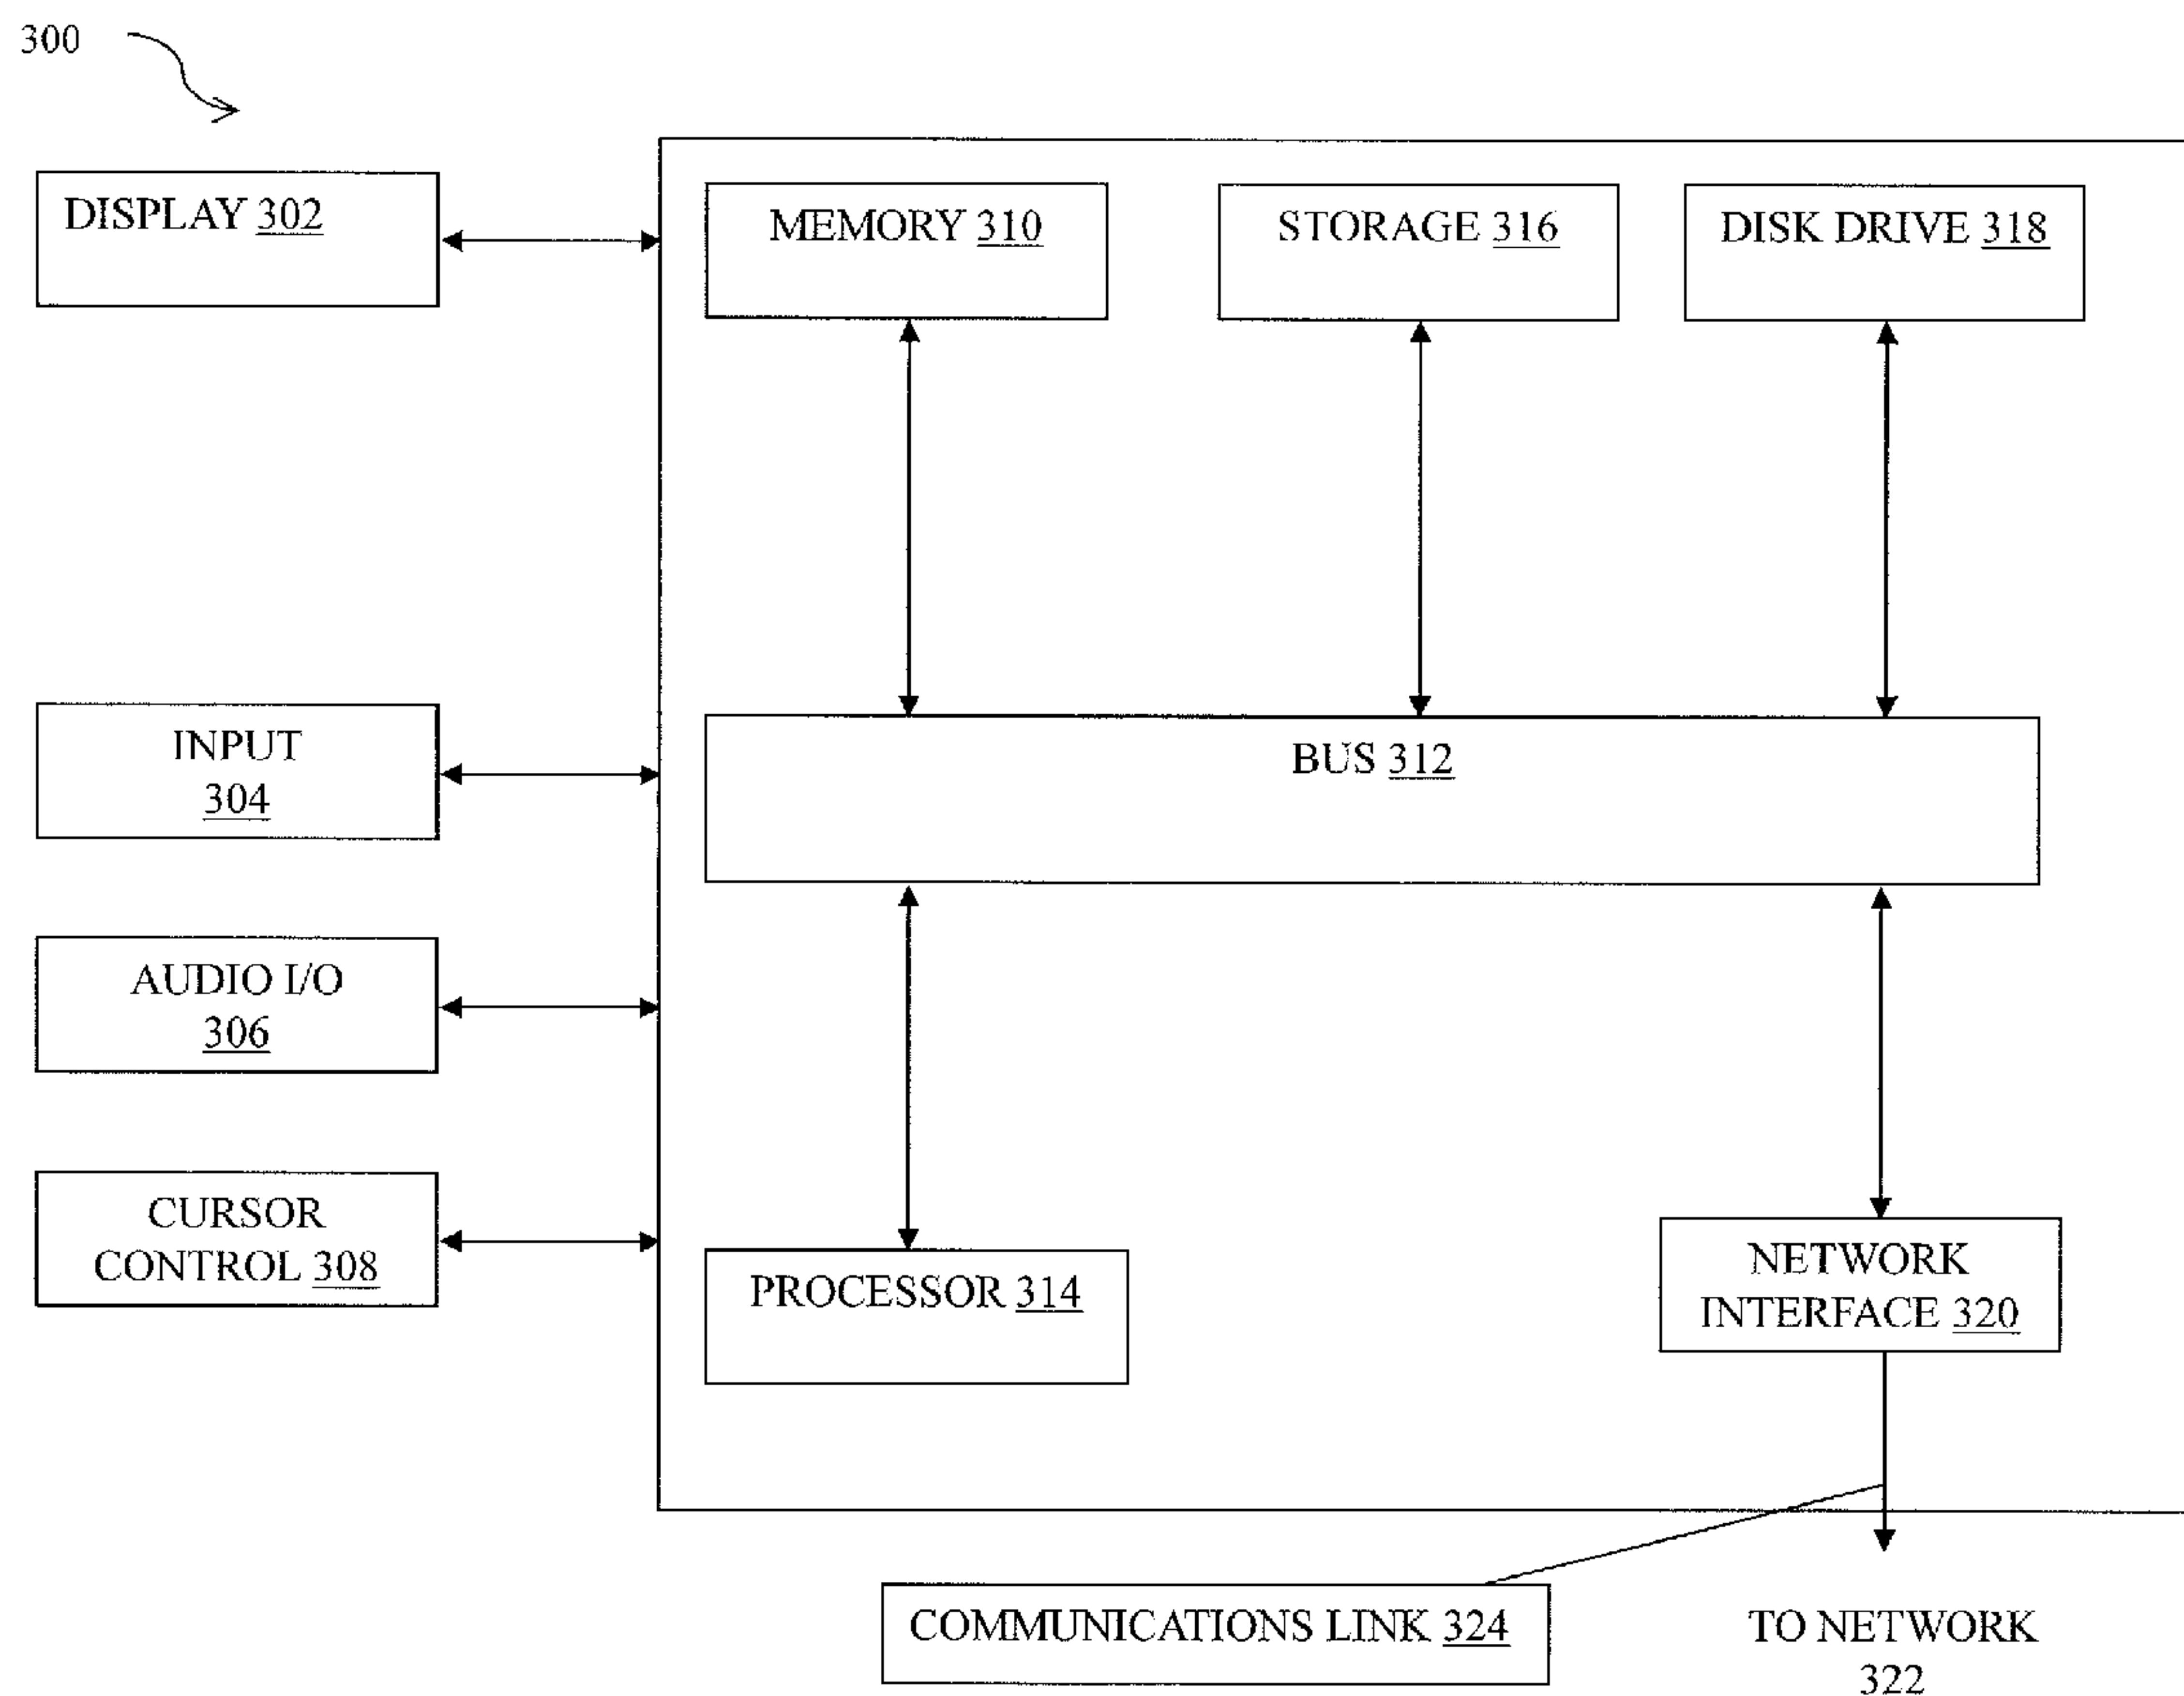 300
DISPLAY 302
MEMORY 310
STORAGE 316
DISK DRIVE 318
INPUT
304
BUS 312
AUDIO I/O
306
CURSOR
CONTROL 308
PROCESSOR 314
NETWORK
INTERFACE 320
COMMUNICATIONS LINK 324
TO NETWORK
322